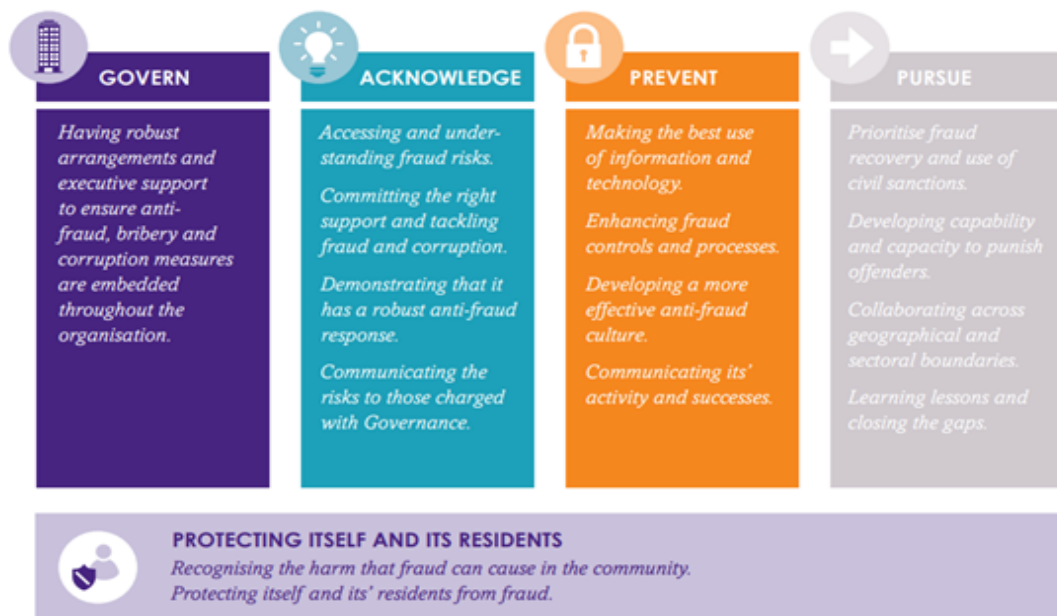 GOVERN
Having robust
arrangements and
executive support
to ensure anti-
fraud, bribery and
corruption measures
are embedded
throughout the
organisation.
ACKNOWLEDGE
Accessing and under-
standing fraud risks.
Committing the right
support and tackling
fraud and corruption.
Demonstrating that it
has a robust anti-fraud
response.
Communicating the
risks to those charged
with Governance.
PREVENT
Making the best use
of information and
technology.
Enhancing fraud
controls and processes.
Developing a more
effective anti-fraud
culture.
Communicating its'
activity and successes.
PURSUE
Prioritise fraud
recovery and use of
civil sanctions.
Developing capability
and capacity to punish
offenders.
Collaborating across
geographical and
sectoral boundaries.
Learning lessons and
closing the gaps.
PROTECTING ITSELF AND ITS RESIDENTS
Recognising the harm that fraud can cause in the community.
Protecting itself and its' residents from fraud.